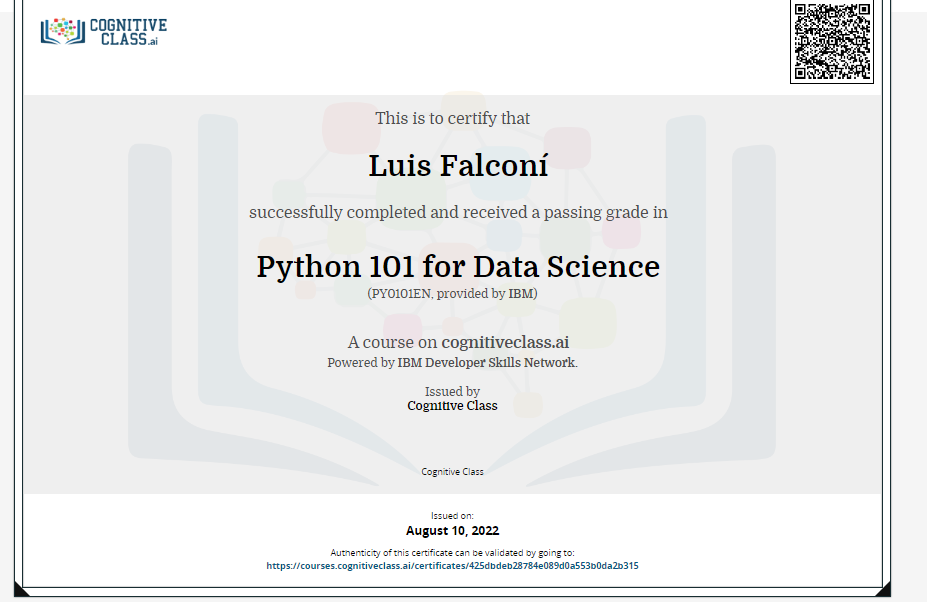 COGNITIVE
CLASS.ai
This is to certify that
Luis Falconí
successfully completed and received a passing grade in
Python 101 for Data Science
(PY0101EN, provided by IBM)
A course on cognitiveclass.ai
Powered by IBM Developer Skills Network.
Issued by
Cognitive Class
Cognitive Class
Issued on:
August 10, 2022
Authenticity of this certificate can be validated by going to:
https://courses.cognitiveclass.ai/certificates/425dbdeb28784e089d0a553b0da2b315